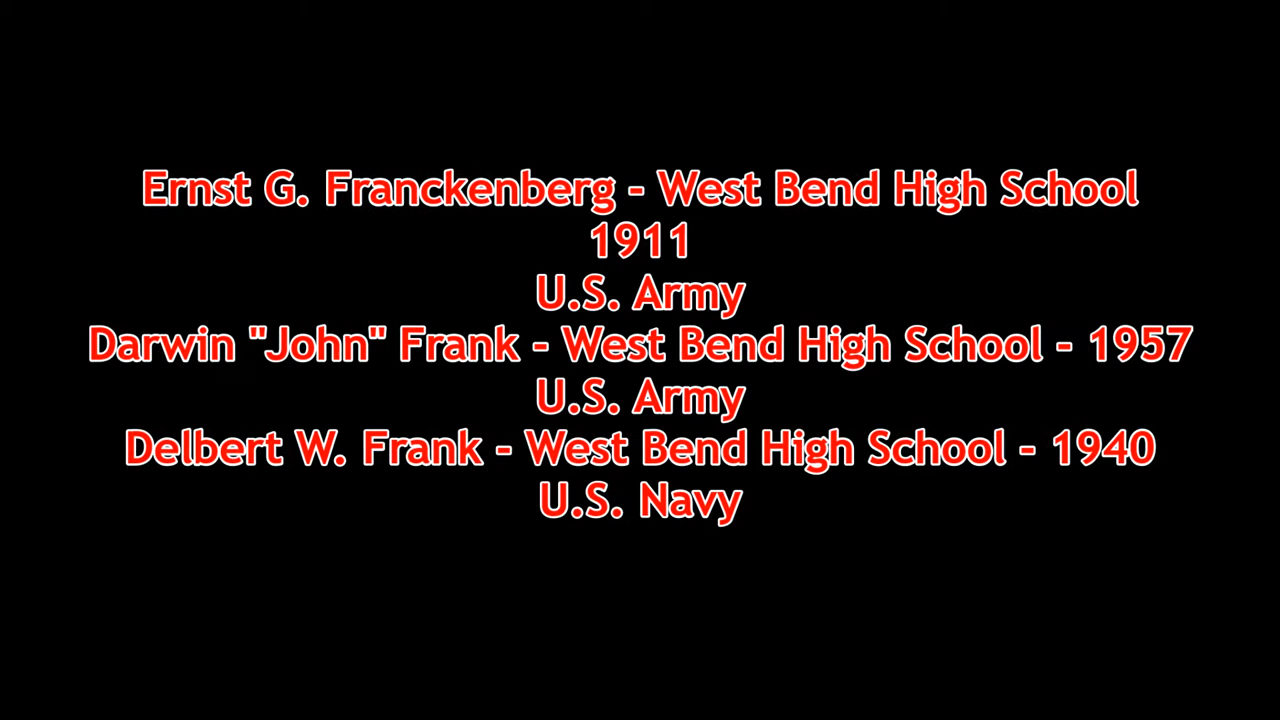 Ernst G. Franckenberg - West Bend High School
1911
U.S. Army
Darwin "John" Frank - West Bend High School - 1957
U.S. Army
Delbert W. Frank - West Bend High School - 1940
U.S. Navy